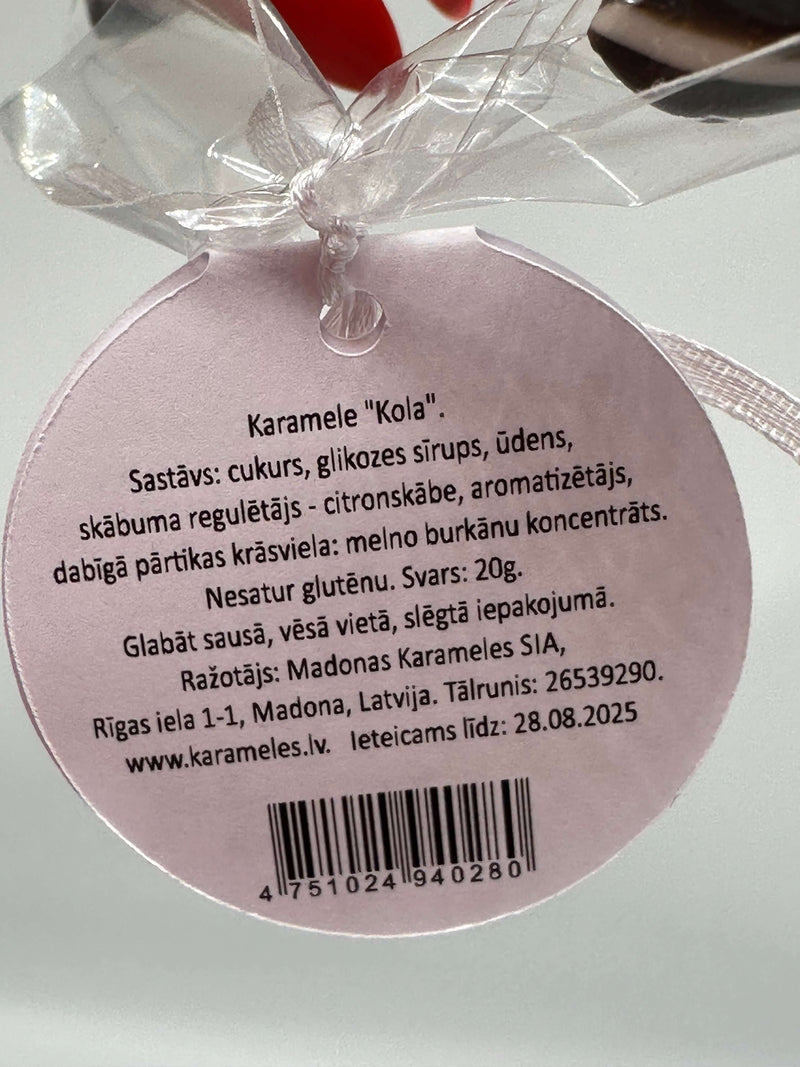 Karamele "Kola".
Sastāvs: cukurs, glikozes sīrups, ūdens,
skābuma regulētājs - citronskābe, aromatizētājs,
dabīgā pārtikas krāsviela: melno burkānu koncentrāts.
Nesatur glutēnu. Svars: 20g.
Glabāt sausā, vēsā vietā, slēgtā iepakojumā.
Ražotājs: Madonas Karameles SIA,
Rīgas iela 1-1, Madona, Latvija. Tālrunis: 26539290.
www.karameles.lv. Ieteicams līdz: 28.08.2025
4 751024 940280